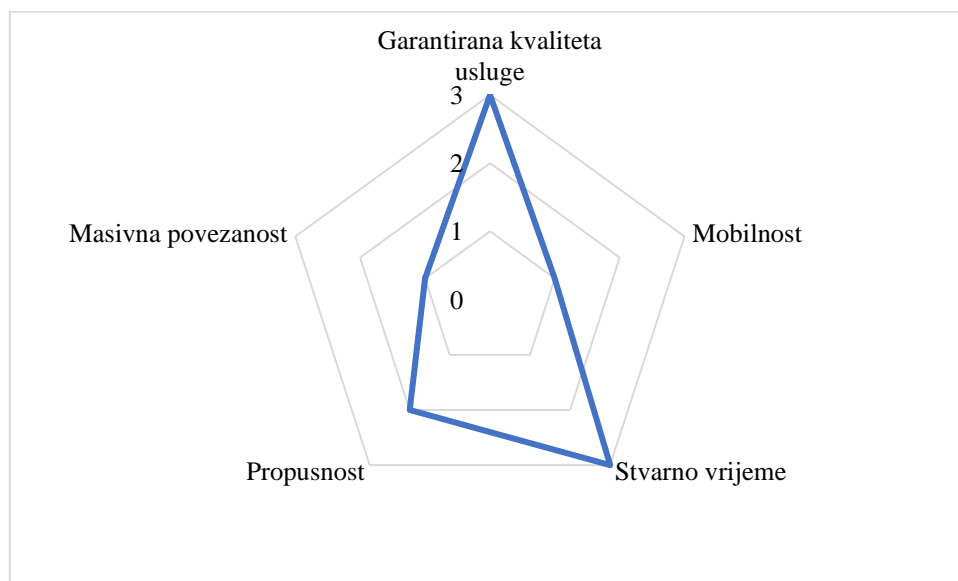 Garantirana kvaliteta
usluge
3
2
1
0
Masivna povezanost
Mobilnost
Propusnost
Stvarno vrijeme